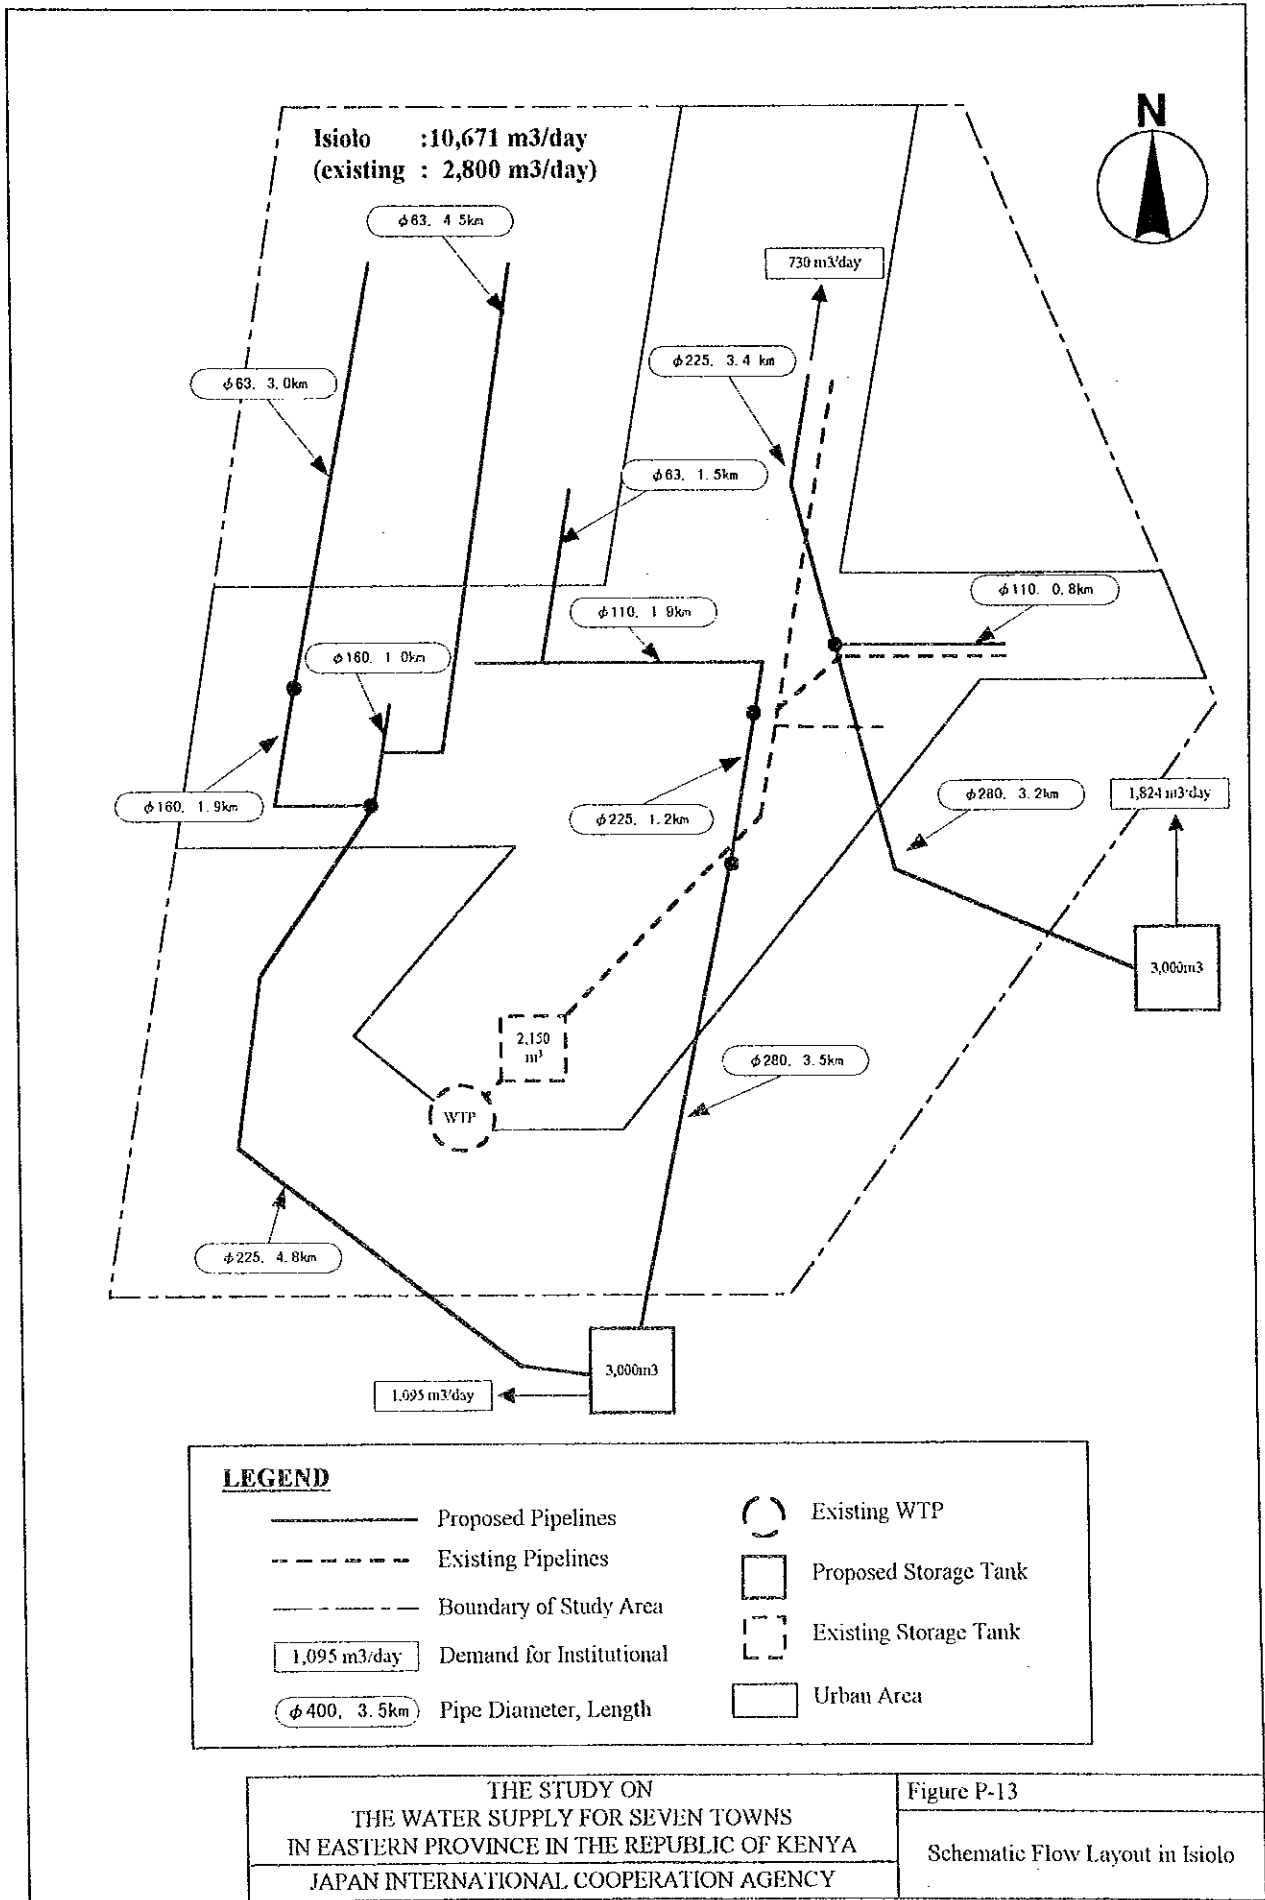 N
Isiolo :10,671 m3/day
(existing : 2,800 m3/day)
ϕ63, 4.5km
730 m3/day
ϕ225, 3.4 km
ϕ63, 3.0km
ϕ63, 1.5km
ϕ110, 0.8km
ϕ110, 1.9km
ϕ160, 1.0km
ϕ160, 1.9km
ϕ225, 1.2km
ϕ280, 3.2km
1,824 m3/day
3,000m3
2,150
m³
ϕ280, 3.5km
WTP
ϕ225, 4.8km
3,000m3
1,095 m3/day
LEGEND
Proposed Pipelines
Existing Pipelines
Boundary of Study Area
1,095 m3/day Demand for Institutional
ϕ400, 3.5km Pipe Diameter, Length
Existing WTP
Proposed Storage Tank
Existing Storage Tank
Urban Area
THE STUDY ON
THE WATER SUPPLY FOR SEVEN TOWNS
IN EASTERN PROVINCE IN THE REPUBLIC OF KENYA
JAPAN INTERNATIONAL COOPERATION AGENCY
Figure P-13
Schematic Flow Layout in Isiolo